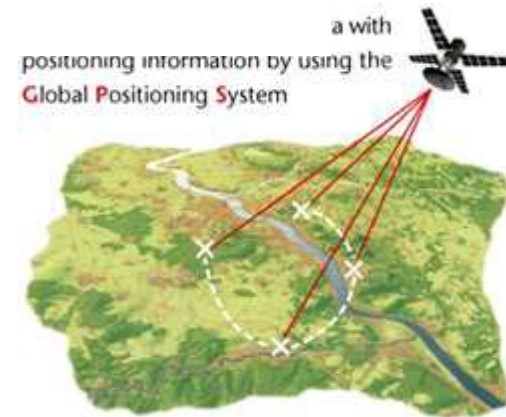 a with
positioning information by using the
Global Positioning System